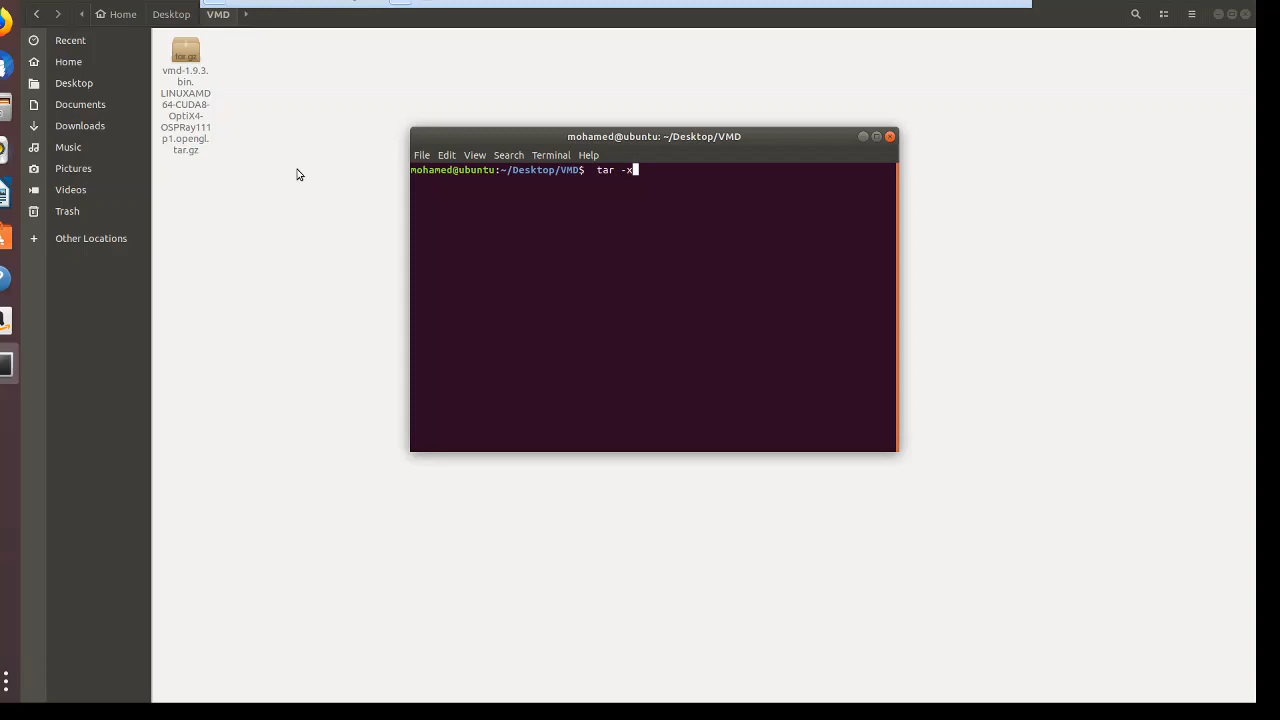 Home
Desktop
VMD
Recent
Home
Desktop
Documents
Downloads
Music
Pictures
Videos
Trash
Other Locations
tar.gz
vmd-1.9.3.
bin.
LINUXAMD
64-CUDA8-
OptiX4-
OSPRay111
p1.opengl.
tar.gz
mohamed@ubuntu: ~/Desktop/VMD
File Edit View Search Terminal Help
mohamed@ubuntu:~/Desktop/VMD$ tar -x